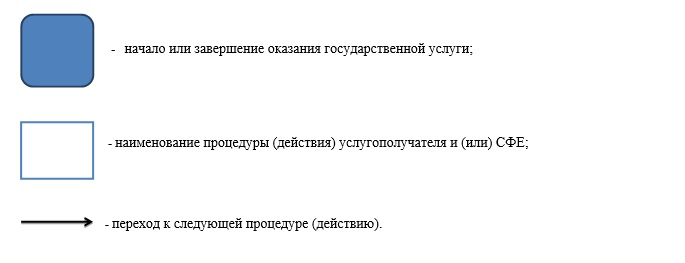 - начало или завершение оказания государственной услуги;
- наименование процедуры (действия) услугополучателя и (или) СФЕ;
- переход к следующей процедуре (действию).